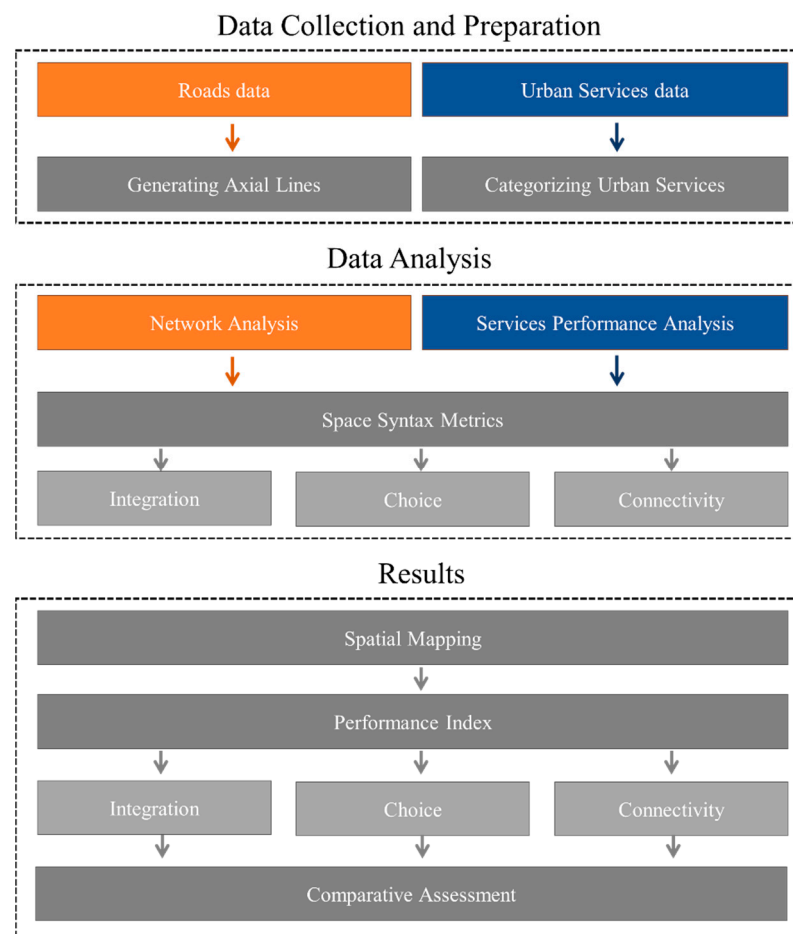 Data Collection and Preparation
Roads data
Urban Services data
Generating Axial Lines
Categorizing Urban Services
Data Analysis
Network Analysis
Services Performance Analysis
Space Syntax Metrics
Integration
Choice
Connectivity
Results
Spatial Mapping
Performance Index
Integration
Choice
Connectivity
Comparative Assessment